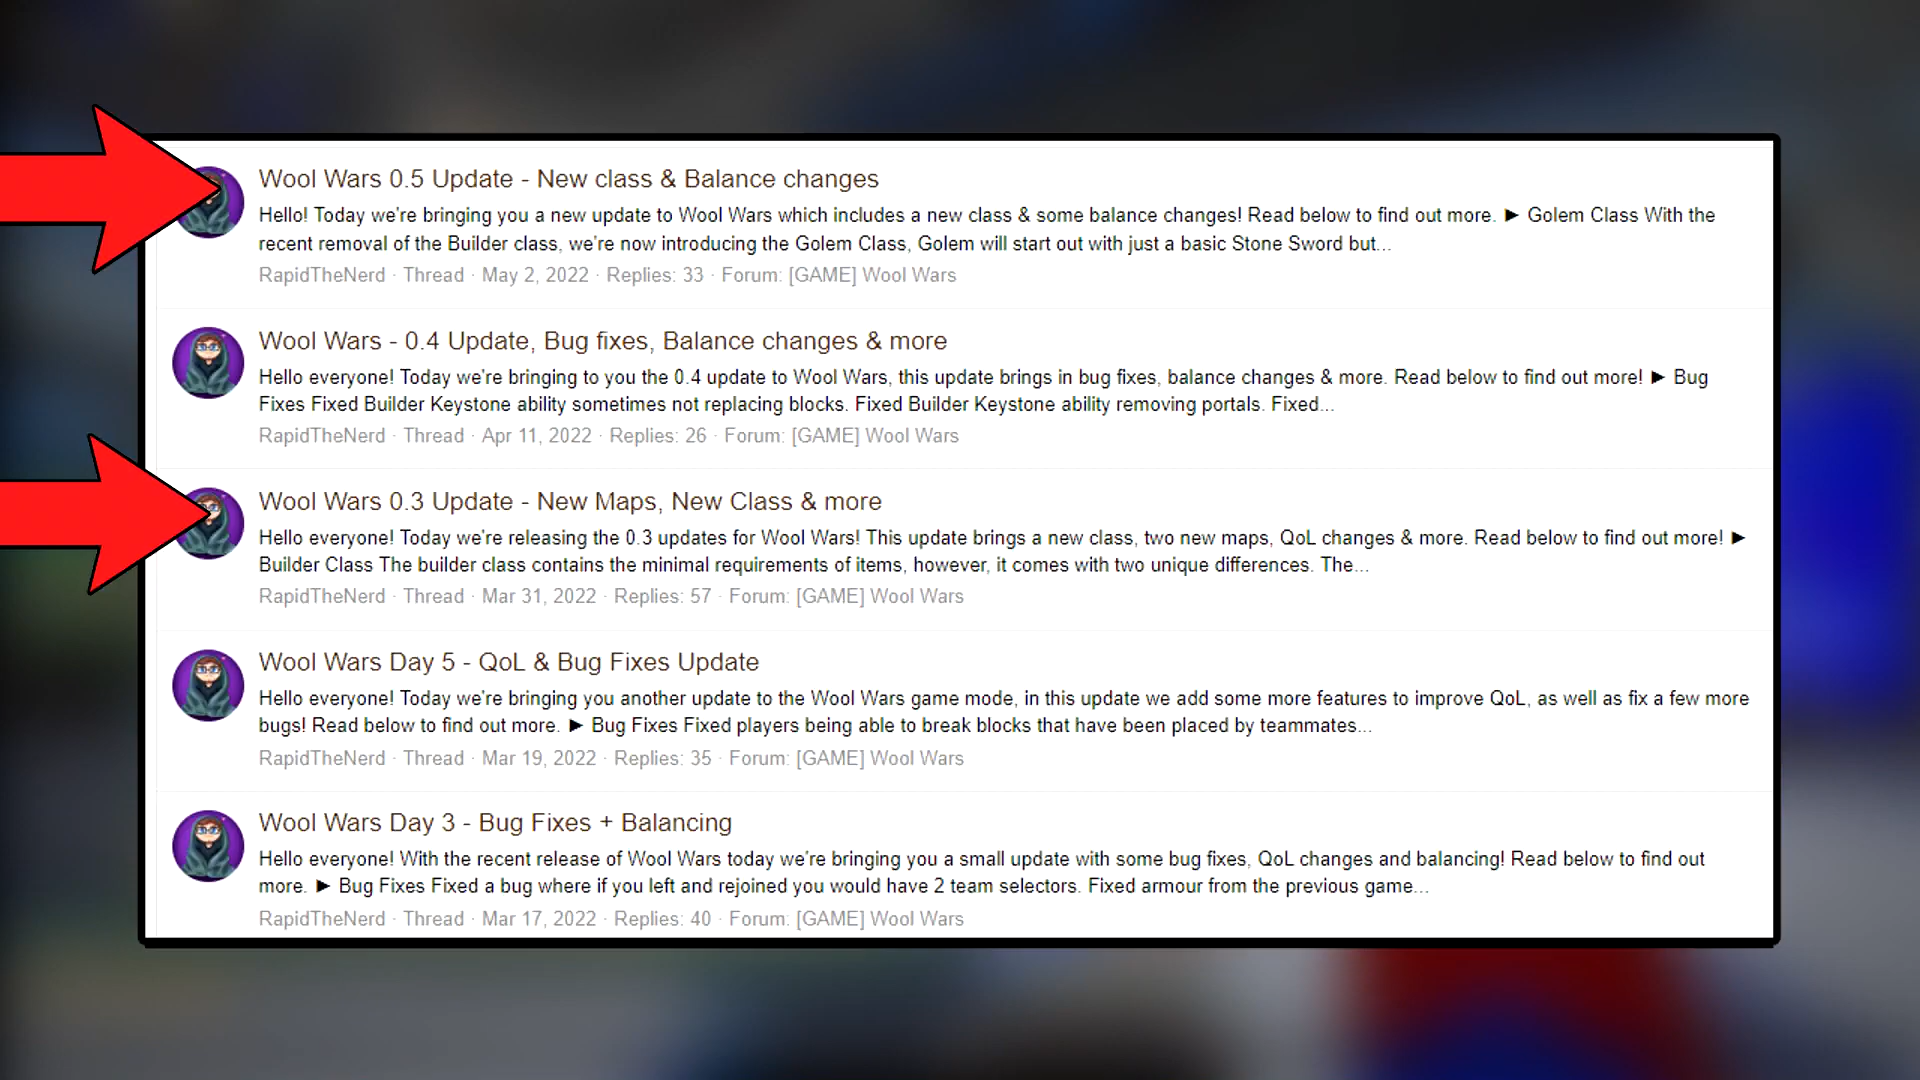 Wool Wars 0.5 Update - New class & Balance changes
Hello! Today we're bringing you a new update to Wool Wars which includes a new class & some balance changes! Read below to find out more. ► Golem Class With the
recent removal of the Builder class, we're now introducing the Golem Class, Golem will start out with just a basic Stone Sword but...
RapidTheNerd · Thread · May 2, 2022 · Replies: 33 · Forum: [GAME] Wool Wars
Wool Wars - 0.4 Update, Bug fixes, Balance changes & more
Hello everyone! Today we're bringing to you the 0.4 update to Wool Wars, this update brings in bug fixes, balance changes & more. Read below to find out more! ► Bug
Fixes Fixed Builder Keystone ability sometimes not replacing blocks. Fixed Builder Keystone ability removing portals. Fixed...
RapidTheNerd · Thread · Apr 11, 2022 · Replies: 26 · Forum: [GAME] Wool Wars
Wool Wars 0.3 Update - New Maps, New Class & more
Hello everyone! Today we're releasing the 0.3 updates for Wool Wars! This update brings a new class, two new maps, QoL changes & more. Read below to find out more! ►
Builder Class The builder class contains the minimal requirements of items, however, it comes with two unique differences. The...
RapidTheNerd · Thread · Mar 31, 2022 · Replies: 57 · Forum: [GAME] Wool Wars
Wool Wars Day 5 - QoL & Bug Fixes Update
Hello everyone! Today we're bringing you another update to the Wool Wars game mode, in this update we add some more features to improve QoL, as well as fix a few more
bugs! Read below to find out more. ► Bug Fixes Fixed players being able to break blocks that have been placed by teammates...
RapidTheNerd · Thread · Mar 19, 2022 · Replies: 35 · Forum: [GAME] Wool Wars
Wool Wars Day 3 - Bug Fixes + Balancing
Hello everyone! With the recent release of Wool Wars today we're bringing you a small update with some bug fixes, QoL changes and balancing! Read below to find out
more. ► Bug Fixes Fixed a bug where if you left and rejoined you would have 2 team selectors. Fixed armour from the previous game...
RapidTheNerd · Thread · Mar 17, 2022 · Replies: 40 · Forum: [GAME] Wool Wars